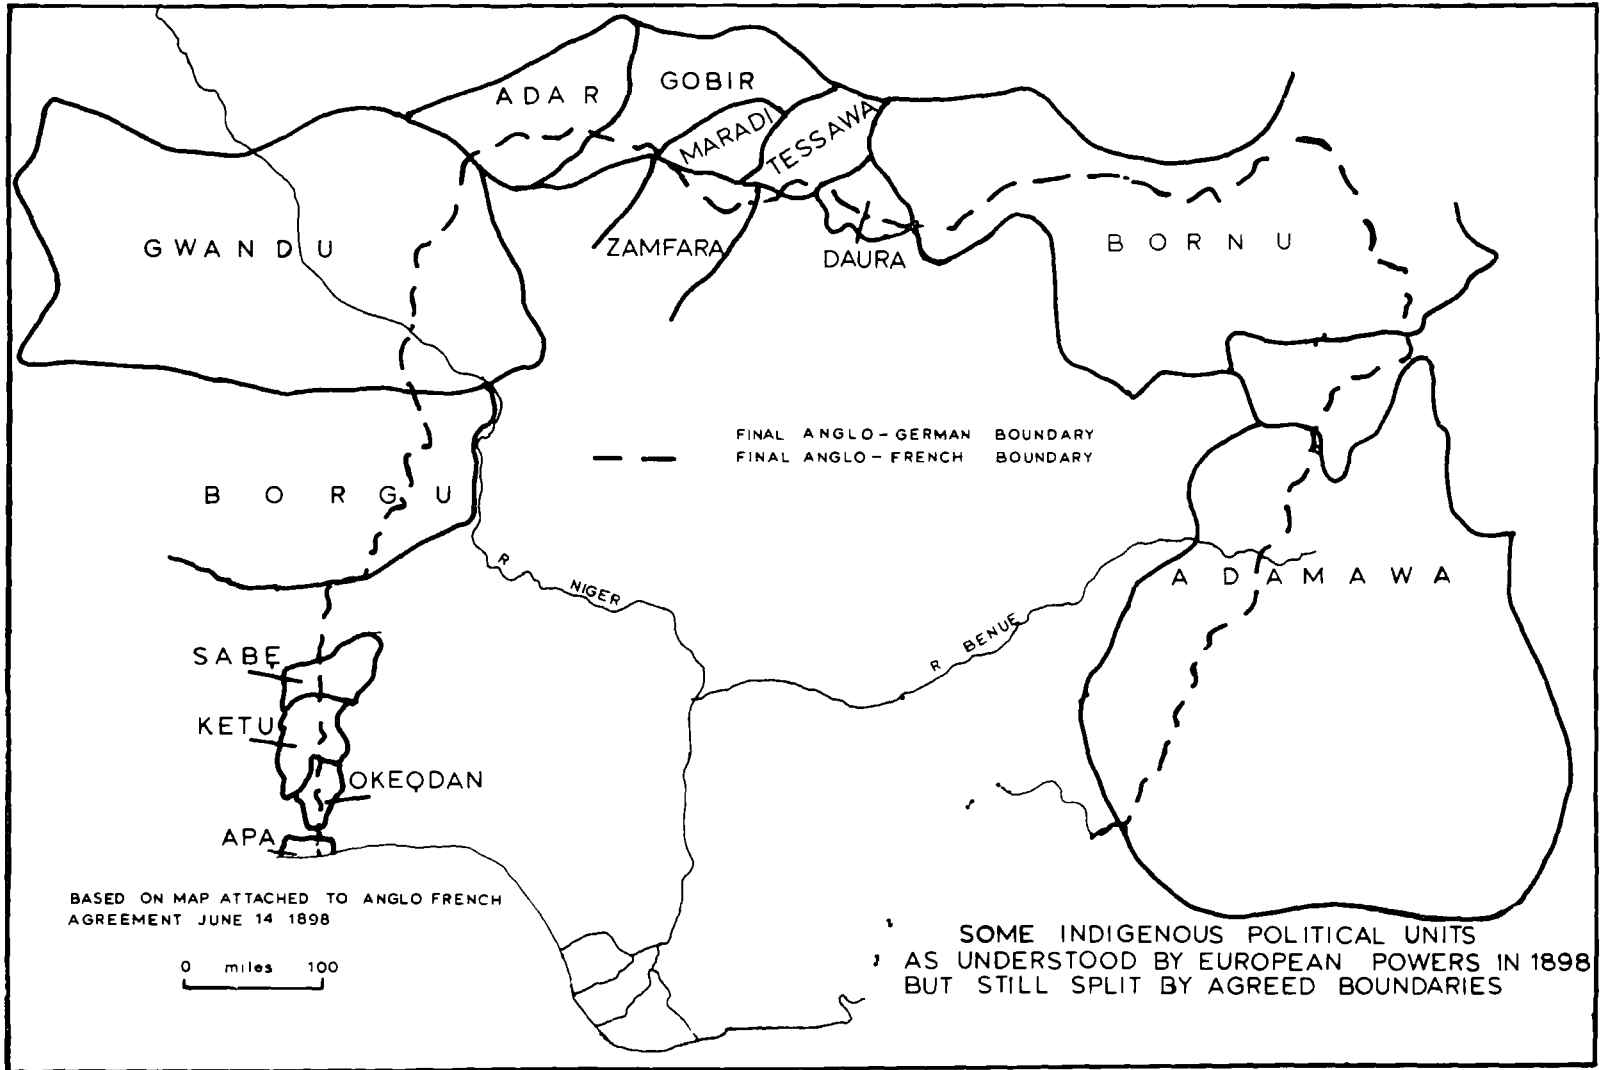 ADAR
GOBIR
MARADI
TESSAWA
GWANDU
ZAMFARA
DAURA
BORNU
FINAL ANGLO-GERMAN BOUNDARY
FINAL ANGLO-FRENCH BOUNDARY
BORGU
R NIGER
R BENUE
ADAMAWA
SABẸ
KETU
OKEỌDAN
APA
BASED ON MAP ATTACHED TO ANGLO FRENCH
AGREEMENT JUNE 14 1898
0 miles 100
SOME INDIGENOUS POLITICAL UNITS
AS UNDERSTOOD BY EUROPEAN POWERS IN 1898
BUT STILL SPLIT BY AGREED BOUNDARIES